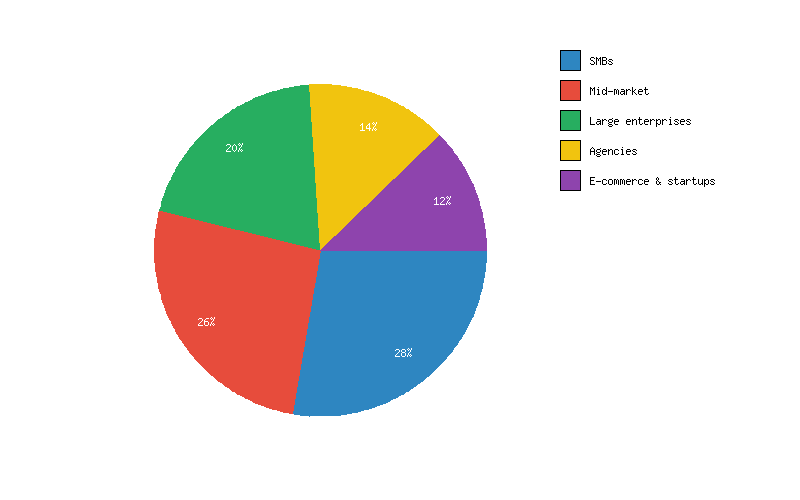 SMBs
Mid-market
Large enterprises
Agencies
E-commerce & startups
14%
20%
12%
26%
28%